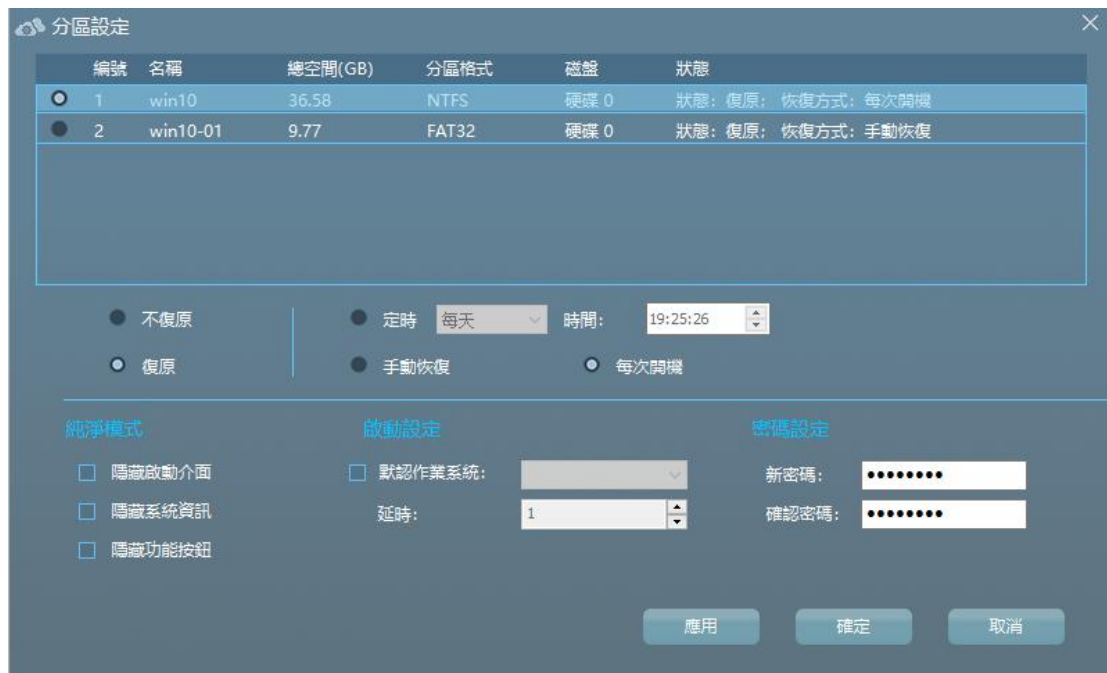 分區設定
編號 名稱 總空間(GB) 分區格式 磁盤 狀態
1 win10 36.58 NTFS 硬碟 0 狀態：復原； 恢復方式：每次開機
2 win10-01 9.77 FAT32 硬碟 0 狀態：復原； 恢復方式：手動恢復
不復原 定時 每天 時間： 19:25:26
復原 手動恢復 每次開機
純淨模式 啟動設定 密碼設定
隱藏啟動介面 默認作業系統： 新密碼： ••••••••
隱藏系統資訊 延時： 1 確認密碼： ••••••••
隱藏功能按鈕
應用 確定 取消